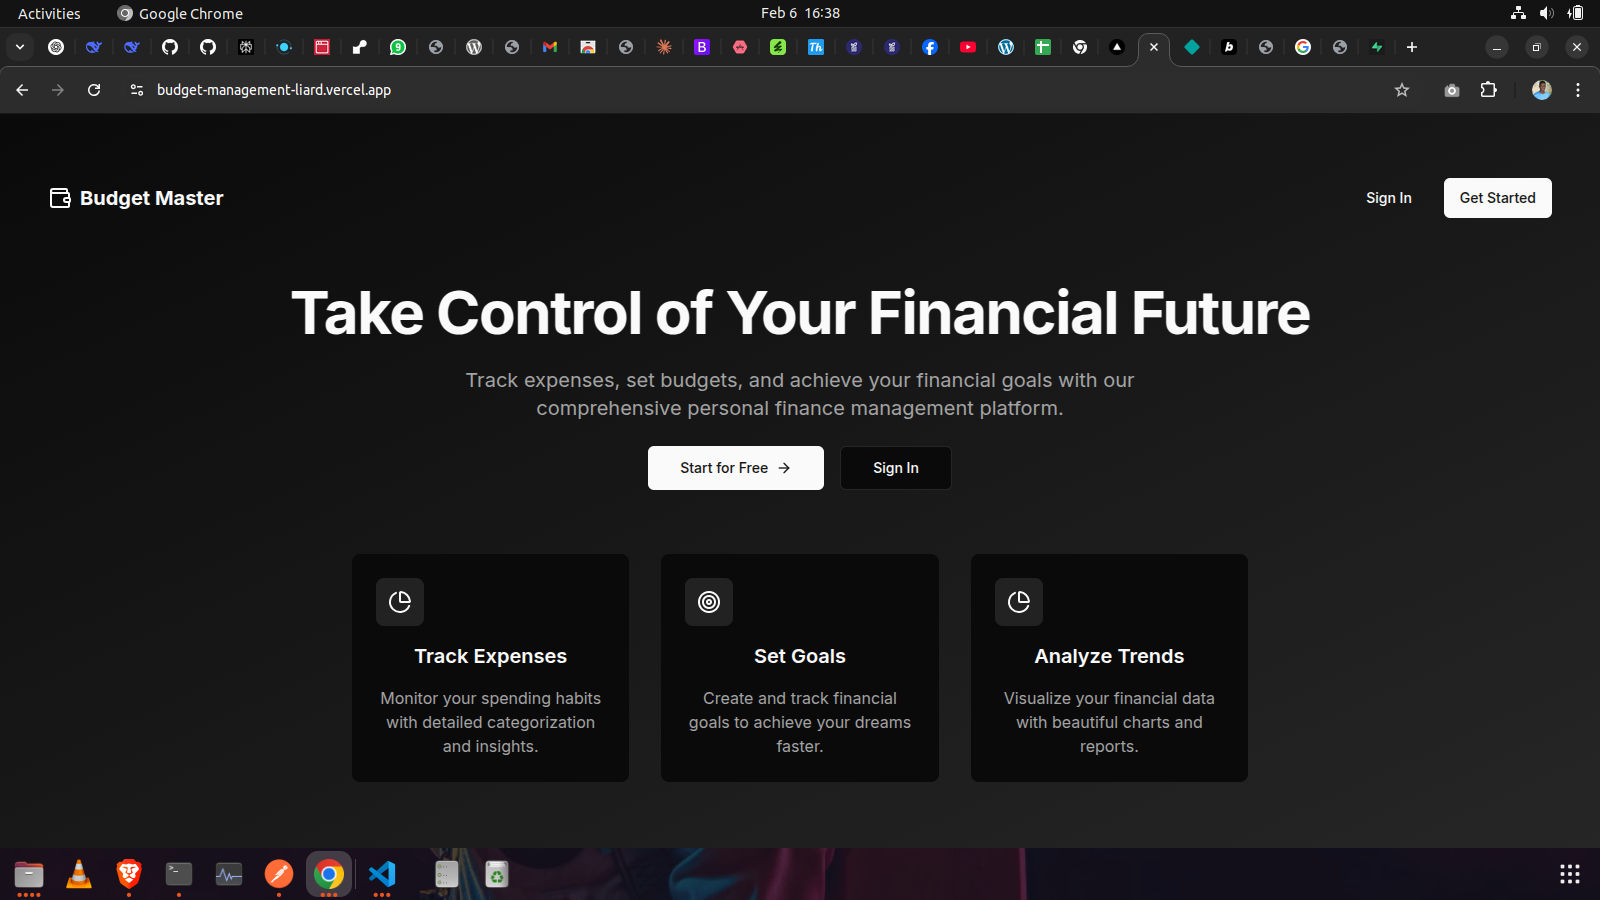 Activities
Google Chrome
Feb 6 16:38
budget-management-liard.vercel.app
Budget Master
Sign In
Get Started
Take Control of Your Financial Future
Track expenses, set budgets, and achieve your financial goals with our
comprehensive personal finance management platform.
Start for Free
Sign In
Track Expenses
Monitor your spending habits
with detailed categorization
and insights.
Set Goals
Create and track financial
goals to achieve your dreams
faster.
Analyze Trends
Visualize your financial data
with beautiful charts and
reports.